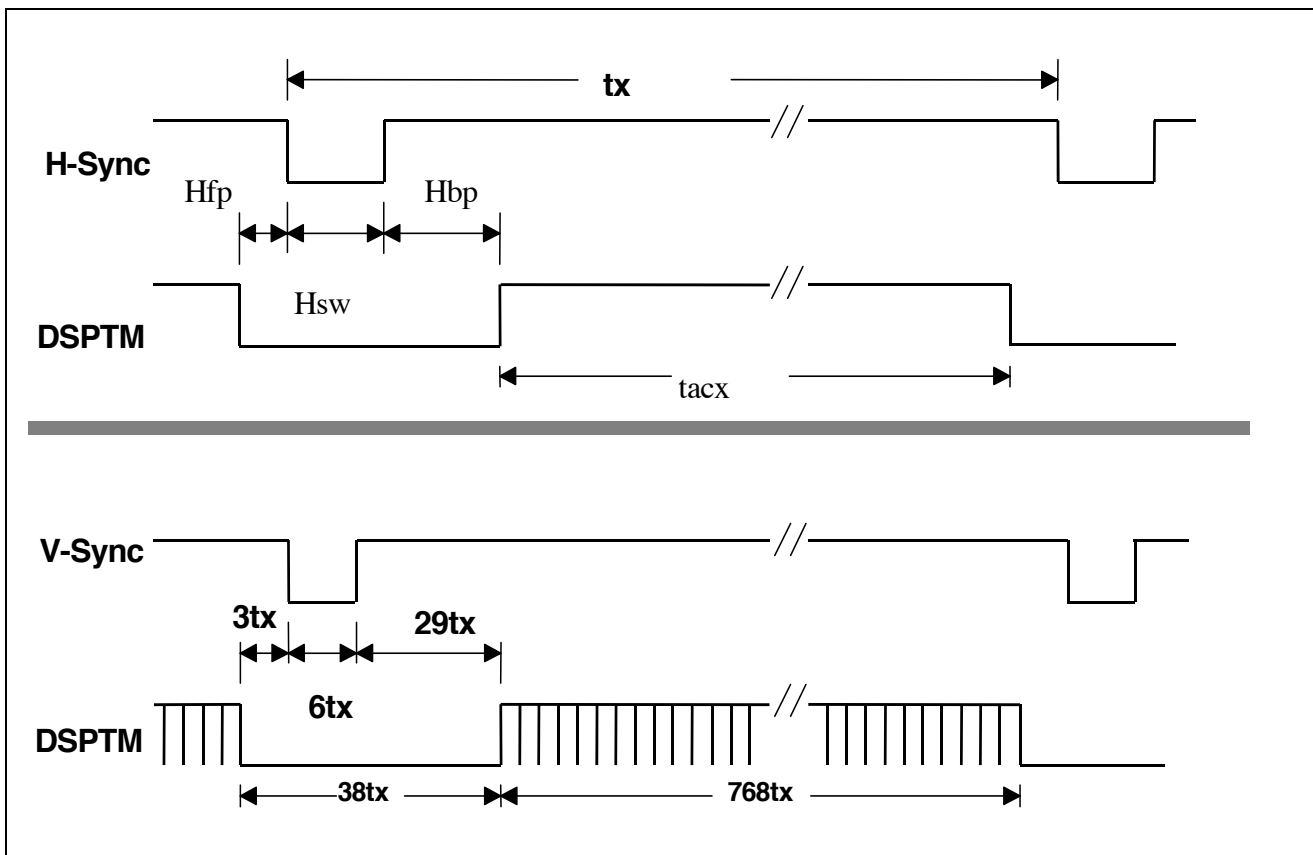 tx
H-Sync
Hfp
Hbp
Hsw
DSPTM
tacx
V-Sync
3tx
29tx
6tx
DSPTM
38tx
768tx